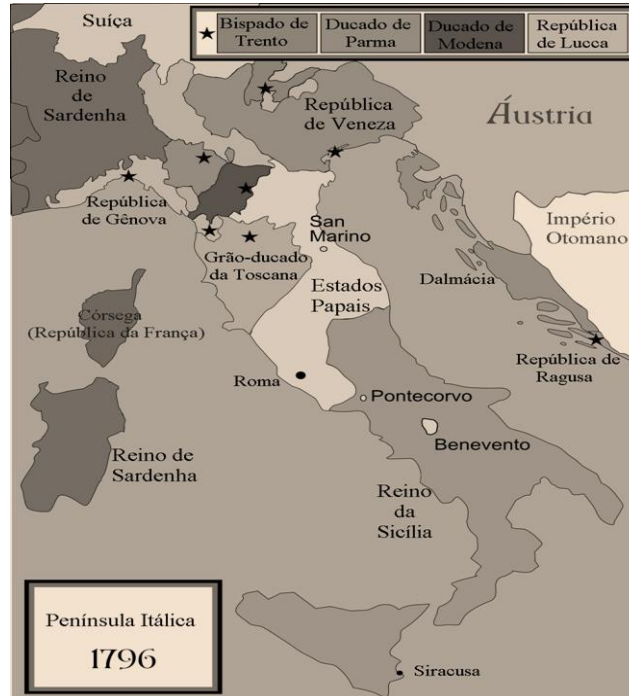 Suíça
Bispado de
Trento
Ducado de
Parma
Ducado de
Modena
República
de Lucca
Reino
de
Sardenha
República
de Veneza
Áustria
República
de Gênova
San
Marino
Império
Otomano
Grão-ducado
da Toscana
Estados
Papais
Dalmácia
Córsega
(República da França)
República de
Ragusa
Roma
Pontecorvo
Benevento
Reino de
Sardenha
Reino
da
Sicília
Península Itálica
1796
Siracusa